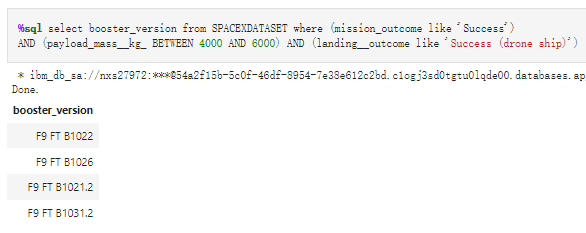 %sql select booster_version from SPACEXDATASET where (mission_outcome like 'Success')
AND (payload_mass__kg_ BETWEEN 4000 AND 6000) AND (landing__outcome like 'Success (drone ship)')
* ibm_db_sa://nxs27972:***@54a2f15b-5c0f-46df-8954-7e38e612c2bd.c1ogj3sd0tgtu0lqde00.databases.ap
Done.
booster_version
F9 FT B1022
F9 FT B1026
F9 FT B1021.2
F9 FT B1031.2